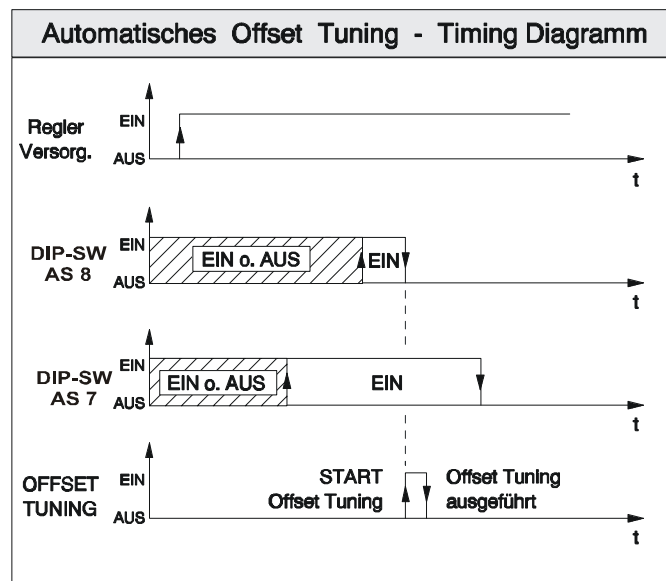 Automatisches Offset Tuning - Timing Diagramm
Regler
Versorg.
EIN
AUS
t
DIP-SW
AS 8
EIN
AUS
EIN o. AUS
EIN
t
DIP-SW
AS 7
EIN
AUS
EIN o. AUS
EIN
t
OFFSET
TUNING
EIN
AUS
START
Offset Tuning
Offset Tuning
ausgeführt
t